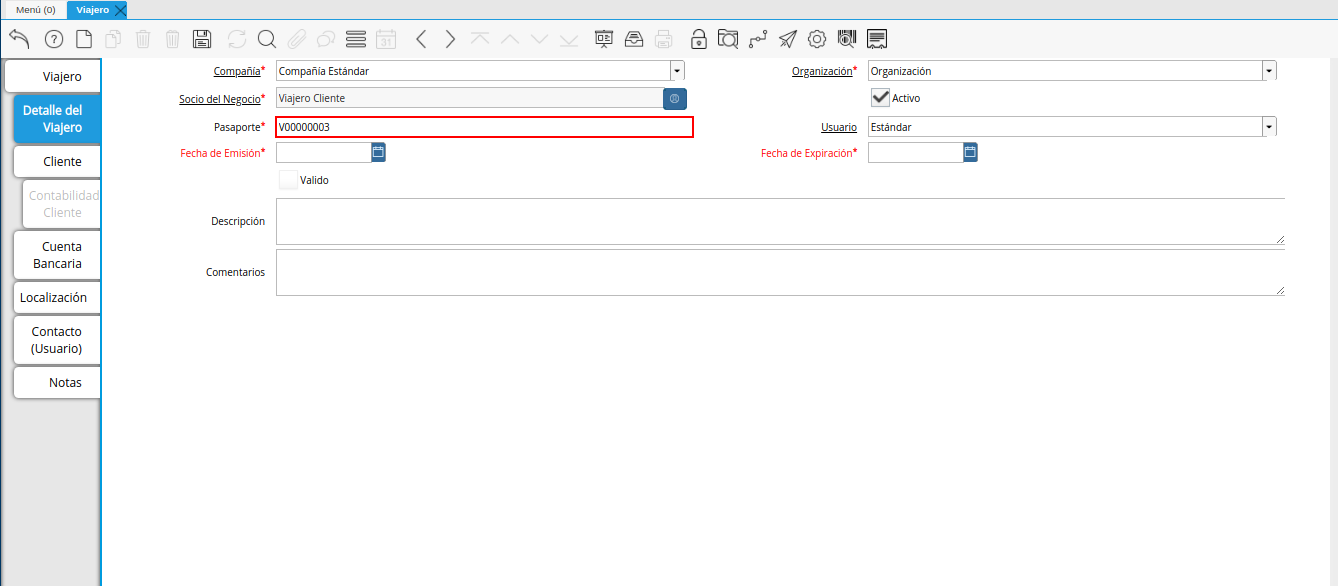 Menú (0)
Viajero
31
Viajero
Detalle del
Viajero
Cliente
Contabilidad
Cliente
Cuenta
Bancaria
Localización
Contacto
(Usuario)
Notas
Compañía* Compañía Estándar
Organización* Organización
Socio del Negocio* Viajero Cliente
Activo
Pasaporte* V00000003
Usuario Estándar
Fecha de Emisión*
Fecha de Expiración*
Valido
Descripción
Comentarios